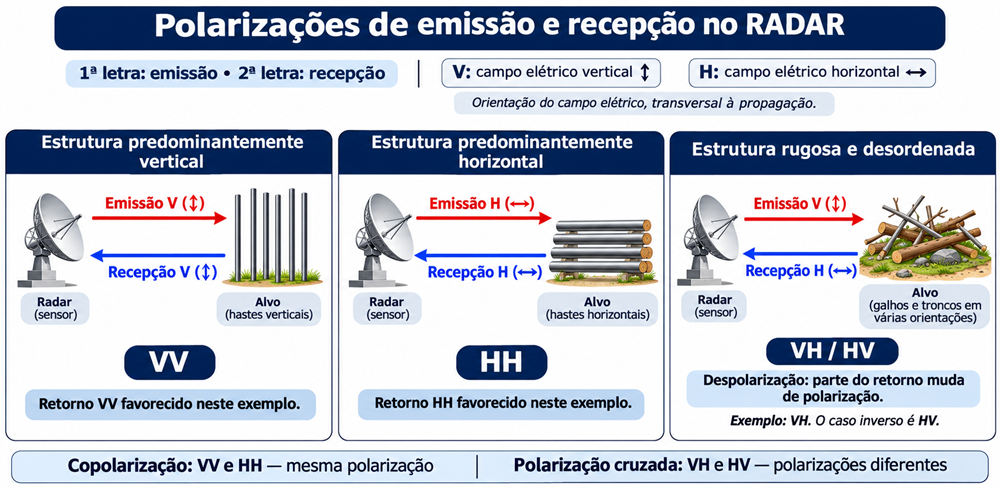 Polarizações de emissão e recepção no RADAR
1ª letra: emissão • 2ª letra: recepção
V: campo elétrico vertical ↕
H: campo elétrico horizontal ↔
Orientação do campo elétrico, transversal à propagação.
Estrutura predominantemente
vertical
Emissão V (↕)
Recepção V (↕)
Radar
(sensor)
Alvo
(hastes verticais)
VV
Retorno VV favorecido neste exemplo.
Estrutura predominantemente
horizontal
Emissão H (↔)
Recepção H (↔)
Radar
(sensor)
Alvo
(hastes horizontais)
HH
Retorno HH favorecido neste exemplo.
Estrutura rugosa e desordenada
Emissão V (↕)
Recepção H (↔)
Radar
(sensor)
Alvo
(galhos e troncos em
várias orientações)
VH / HV
Despolarização: parte do retorno muda
de polarização.
Exemplo: VH. O caso inverso é HV.
Copolarização: VV e HH — mesma polarização
Polarização cruzada: VH e HV — polarizações diferentes